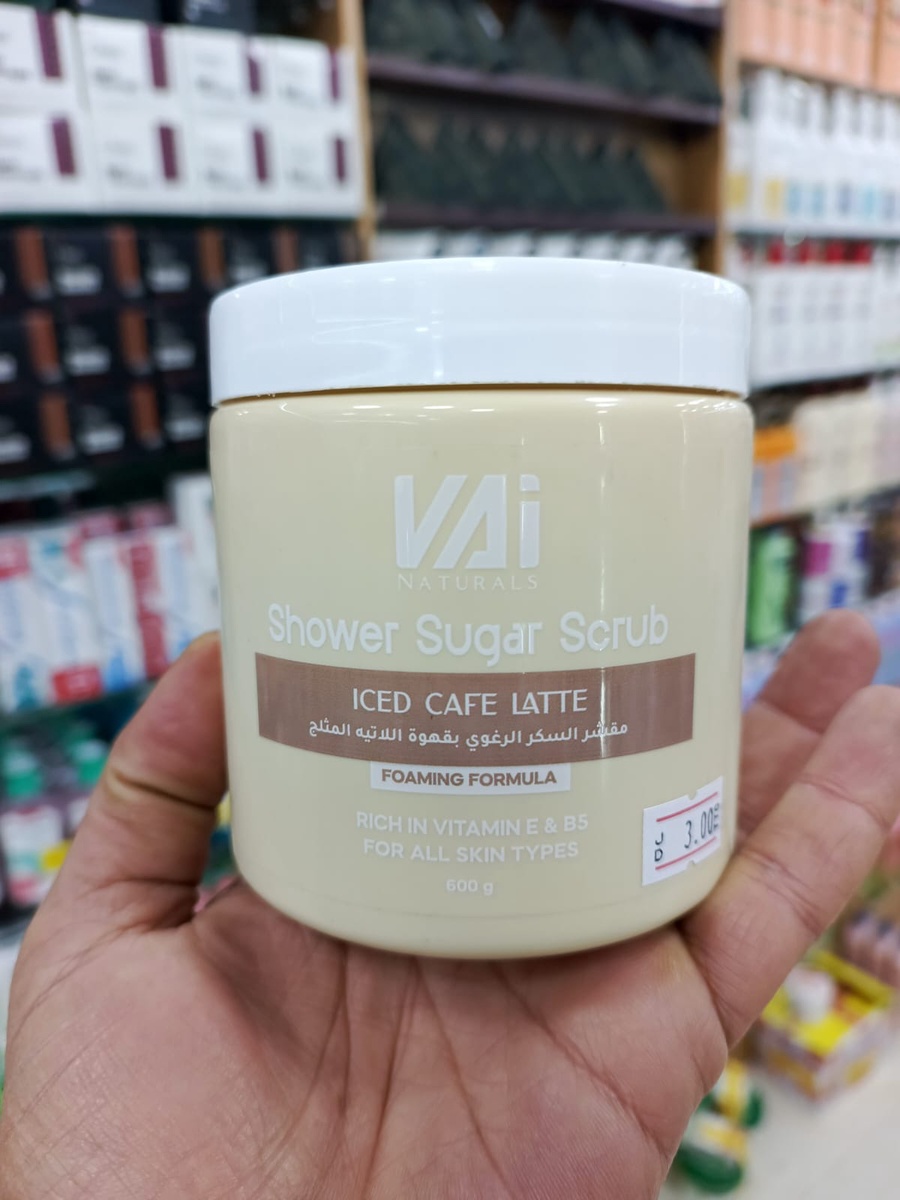 VAi
NATURALS
Shower Sugar Scrub
ICED CAFE LATTE
مقشر السكر الرغوي بقهوة اللاتيه المثلج
FOAMING FORMULA
RICH IN VITAMIN E & B5
FOR ALL SKIN TYPES
600 g
JD 3.00